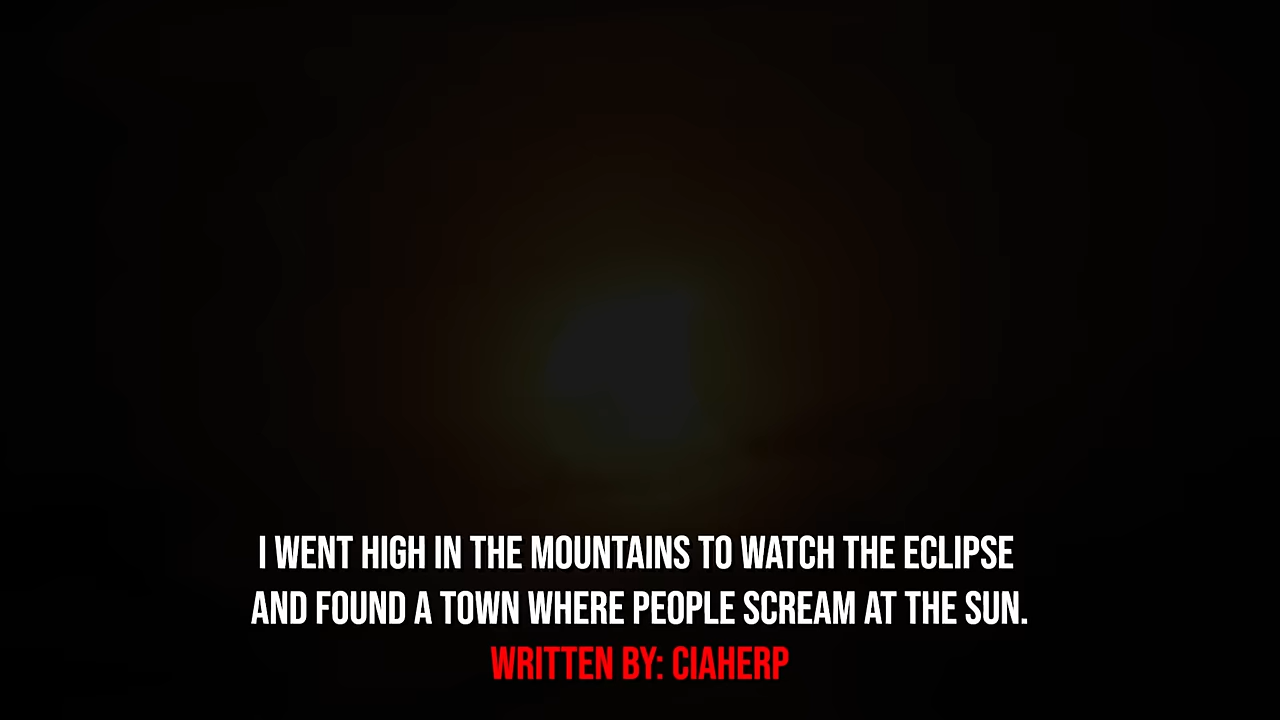 I WENT HIGH IN THE MOUNTAINS TO WATCH THE ECLIPSE
AND FOUND A TOWN WHERE PEOPLE SCREAM AT THE SUN.
WRITTEN BY: CIAHERP